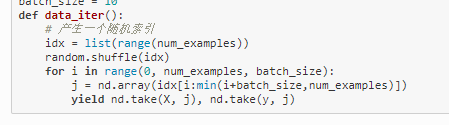 batch_size = 10
def data_iter():
    # 产生一个随机索引
    idx = list(range(num_examples))
    random.shuffle(idx)
    for i in range(0, num_examples, batch_size):
        j = nd.array(idx[i:min(i+batch_size,num_examples)])
        yield nd.take(X, j), nd.take(y, j)